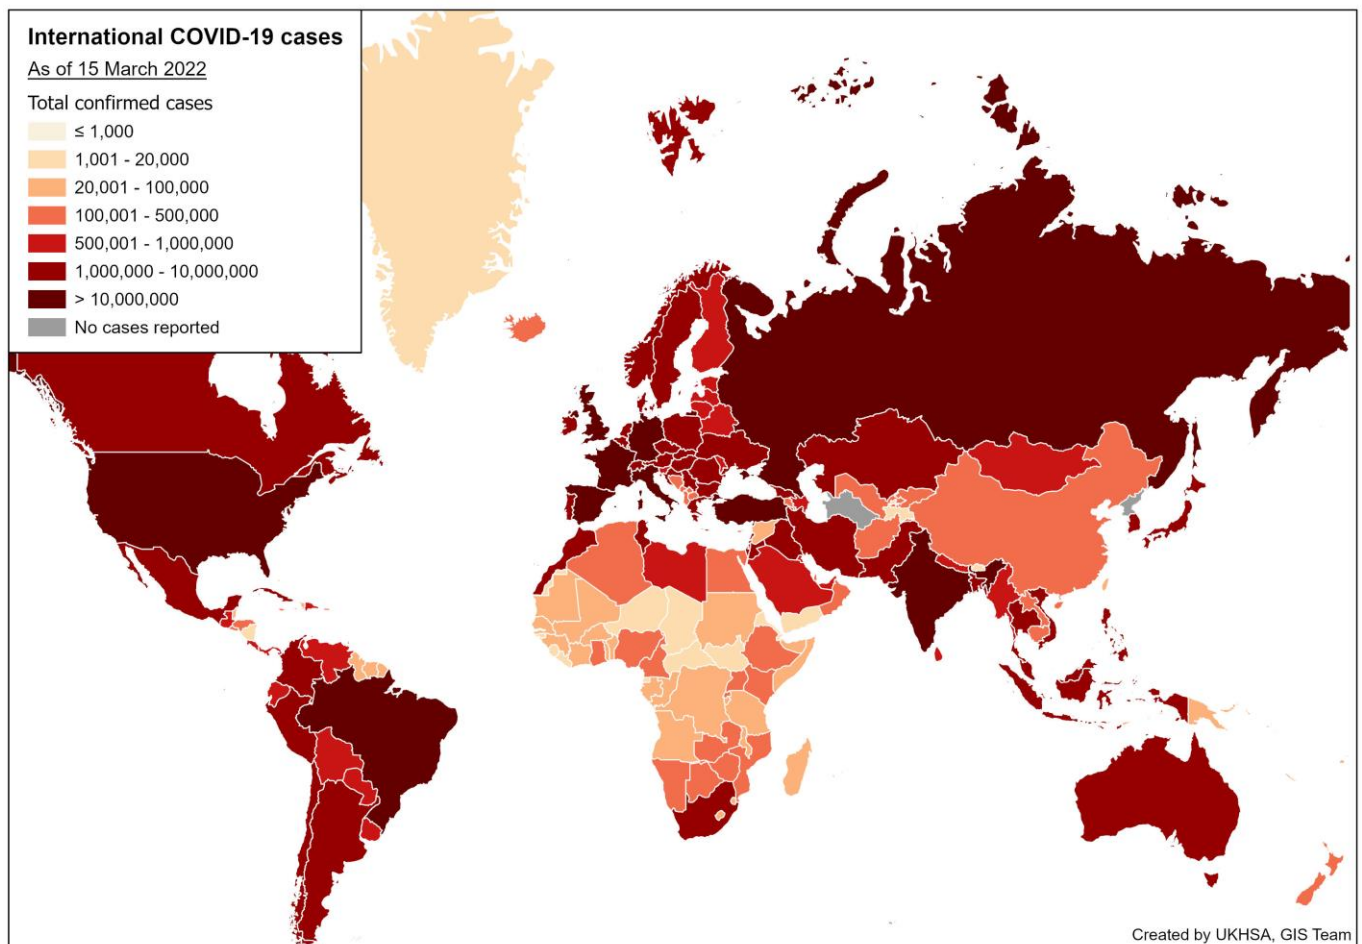 International COVID-19 cases
As of 15 March 2022
Total confirmed cases
≤ 1,000
1,001 - 20,000
20,001 - 100,000
100,001 - 500,000
500,001 - 1,000,000
1,000,000 - 10,000,000
> 10,000,000
No cases reported
Created by UKHSA, GIS Team